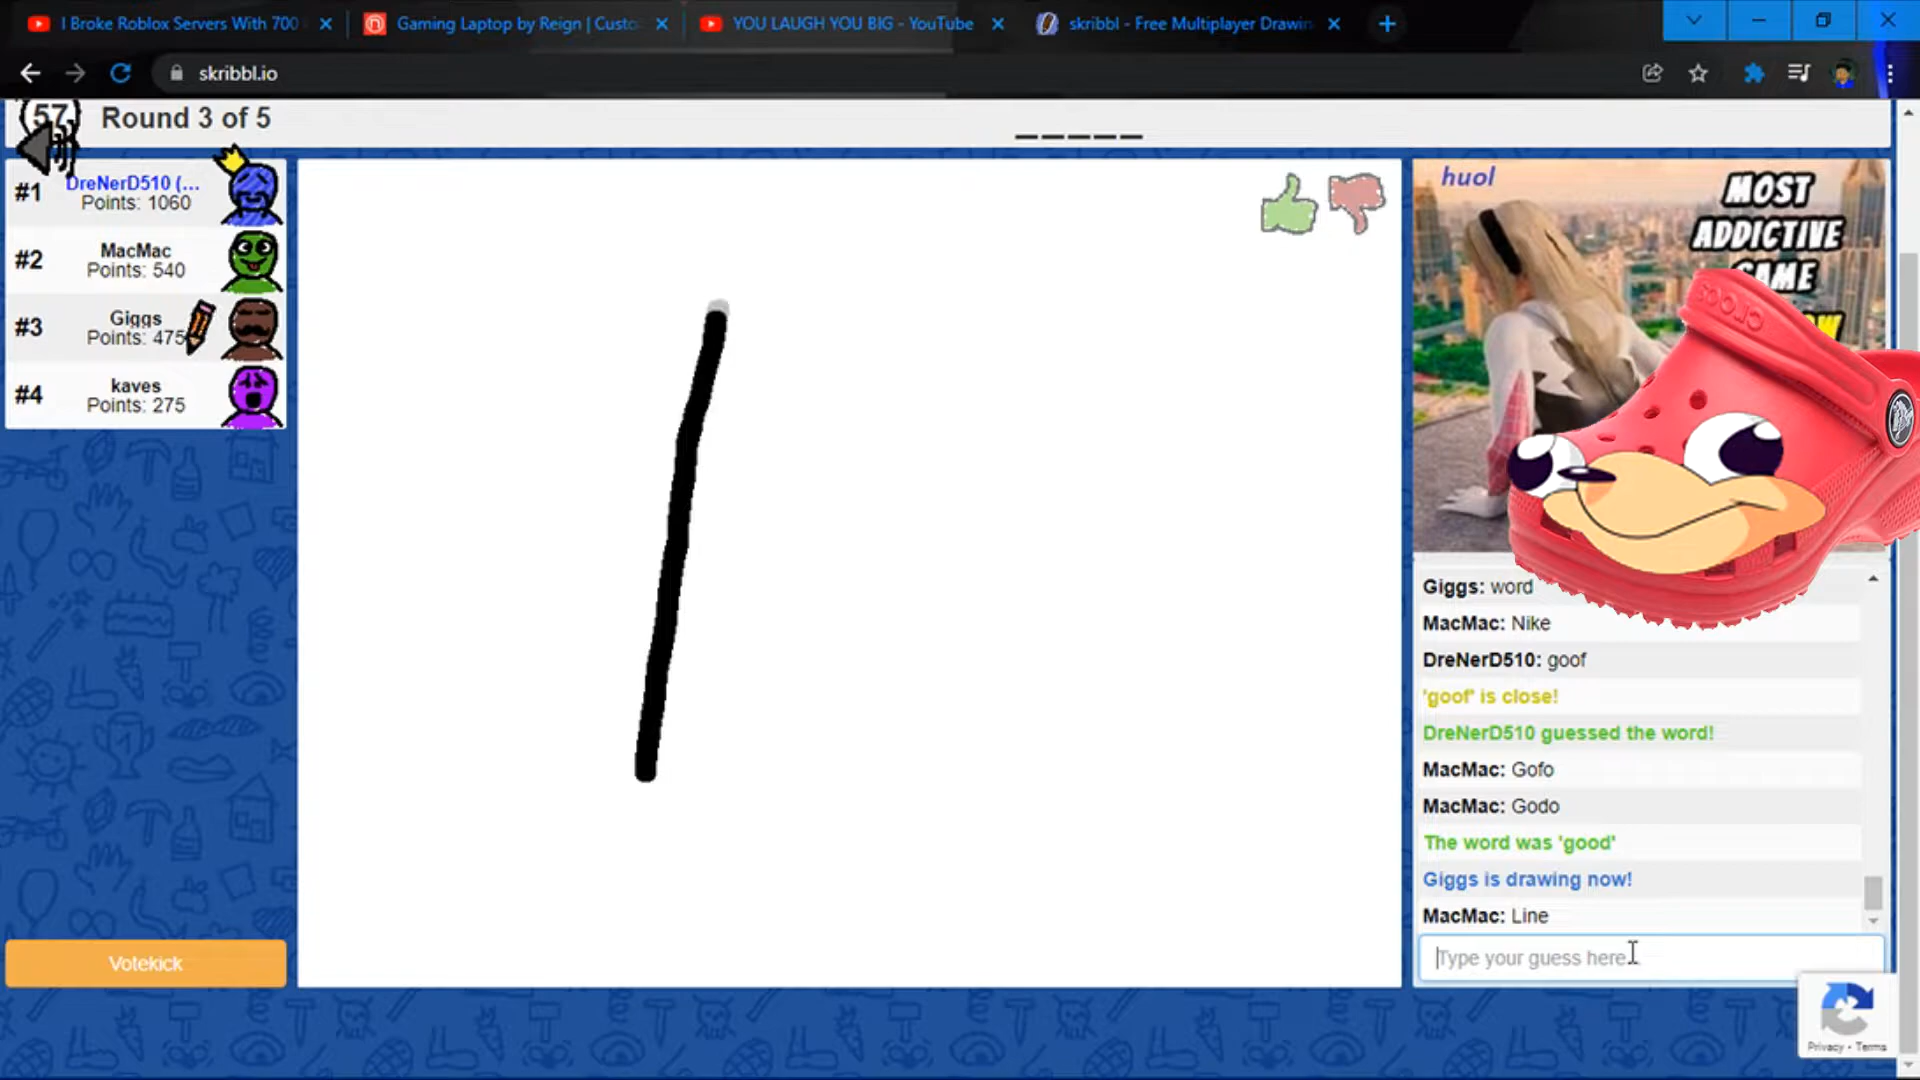 I Broke Roblox Servers With 700
Gaming Laptop by Reign | Custo
YOU LAUGH YOU BIG - YouTube
skribbl - Free Multiplayer Drawin
skribbl.io
57
Round 3 of 5
#1
DreNerD510 (...
Points: 1060
#2
MacMac
Points: 540
#3
Giggs
Points: 475
#4
kaves
Points: 275
Votekick
huol
MOST
ADDICTIVE
GAME
crocs
Giggs: word
MacMac: Nike
DreNerD510: goof
'goof' is close!
DreNerD510 guessed the word!
MacMac: Gofo
MacMac: Godo
The word was 'good'
Giggs is drawing now!
MacMac: Line
Type your guess here
Privacy - Terms